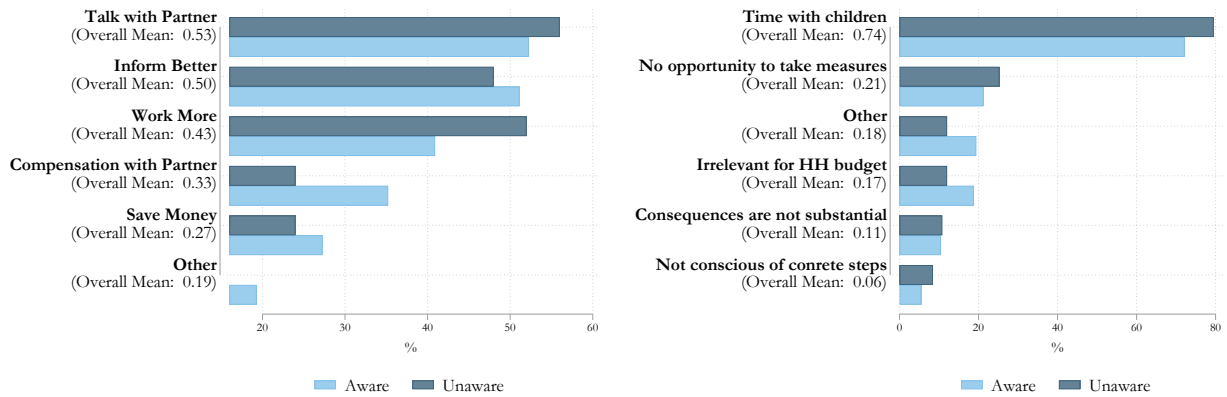 Talk with Partner
(Overall Mean: 0.53)
Inform Better
(Overall Mean: 0.50)
Work More
(Overall Mean: 0.43)
Compensation with Partner
(Overall Mean: 0.33)
Save Money
(Overall Mean: 0.27)
Other
(Overall Mean: 0.19)
20 30 40 50 60
%
Aware Unaware
Time with children
(Overall Mean: 0.74)
No opportunity to take measures
(Overall Mean: 0.21)
Other
(Overall Mean: 0.18)
Irrelevant for HH budget
(Overall Mean: 0.17)
Consequences are not substantial
(Overall Mean: 0.11)
Not conscious of conrete steps
(Overall Mean: 0.06)
0 20 40 60 80
%
Aware Unaware